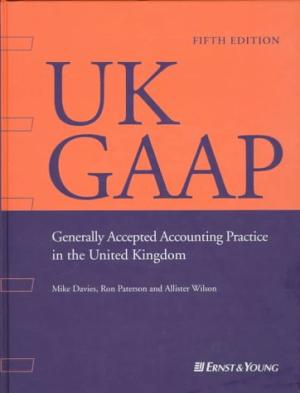 FIFTH EDITION
UK
GAAP
Generally Accepted Accounting Practice
in the United Kingdom
Mike Davies, Ron Paterson and Allister Wilson
ERNST & YOUNG